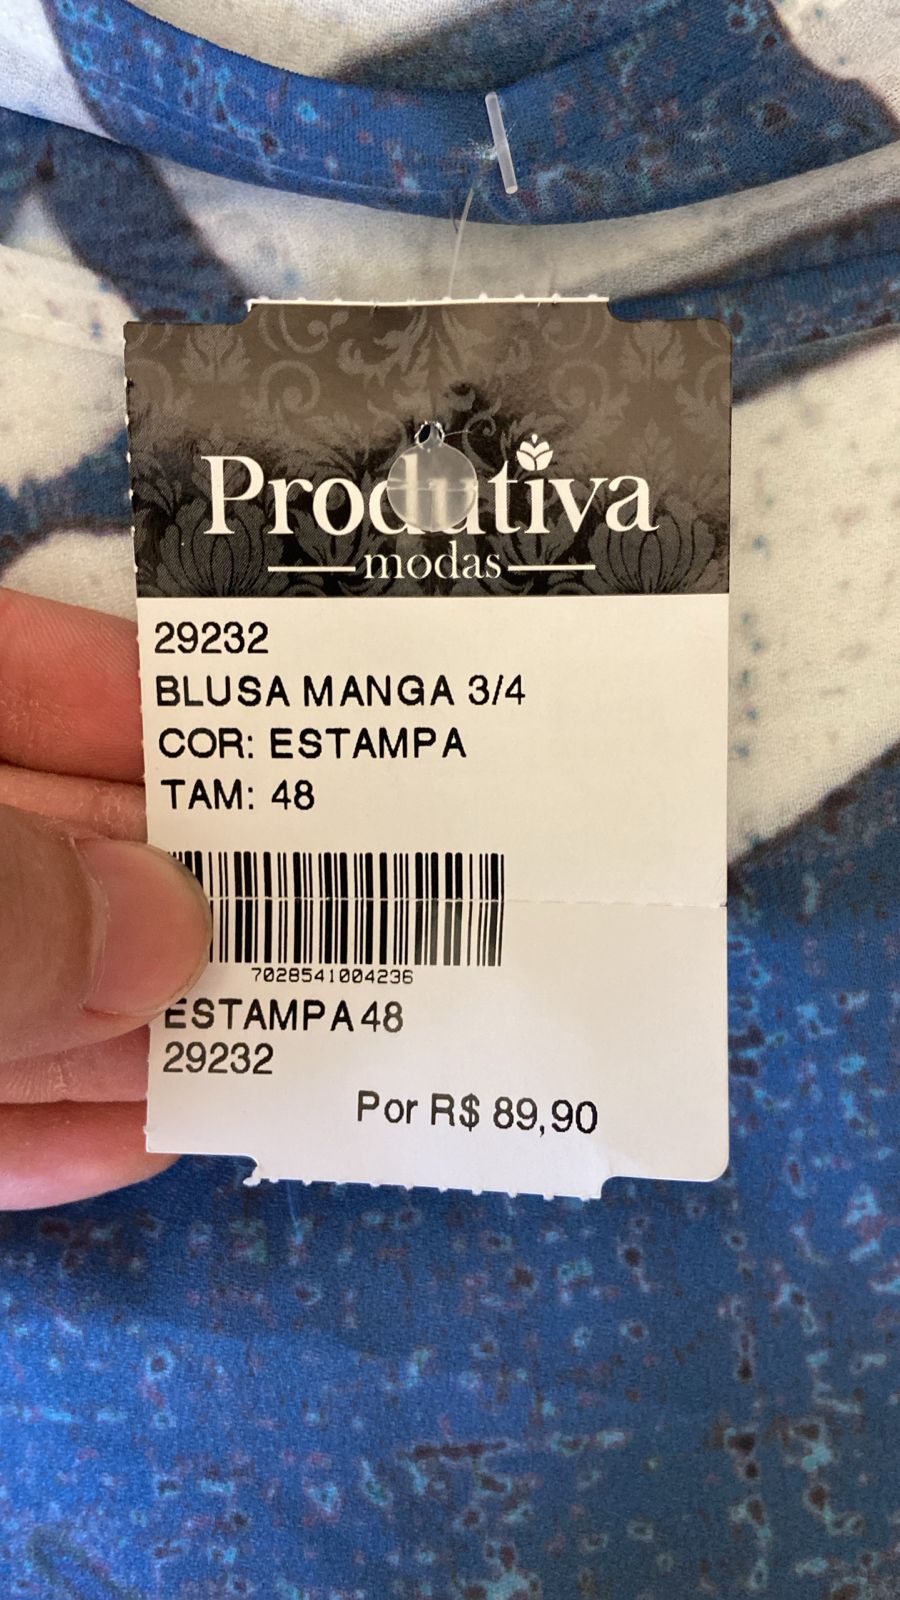 Produtiva
modas
29232
BLUSA MANGA 3/4
COR: ESTAMPA
TAM: 48
7028541004236
ESTAMPA 48
29232
Por R$ 89,90